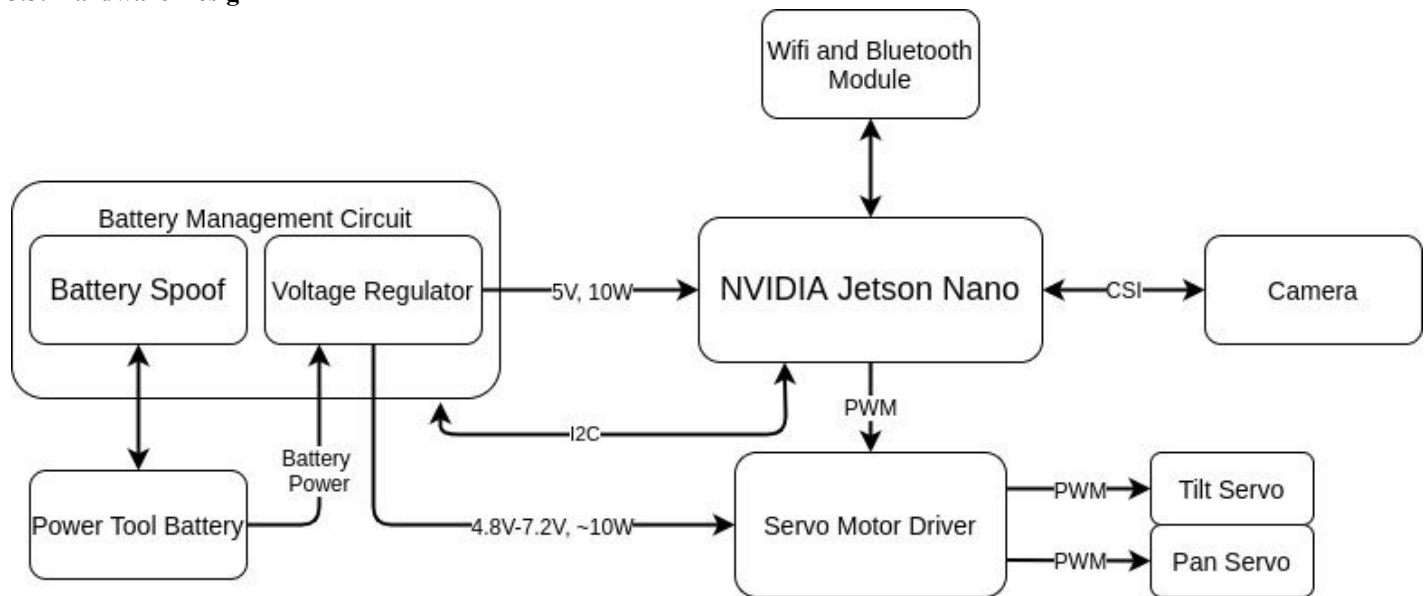 Wifi and Bluetooth
Module
Battery Management Circuit
Battery Spoof
Voltage Regulator
5V, 10W
NVIDIA Jetson Nano
CSI
Camera
PWM
I2C
Battery
Power
Power Tool Battery
4.8V-7.2V, ~10W
Servo Motor Driver
PWM
Tilt Servo
PWM
Pan Servo